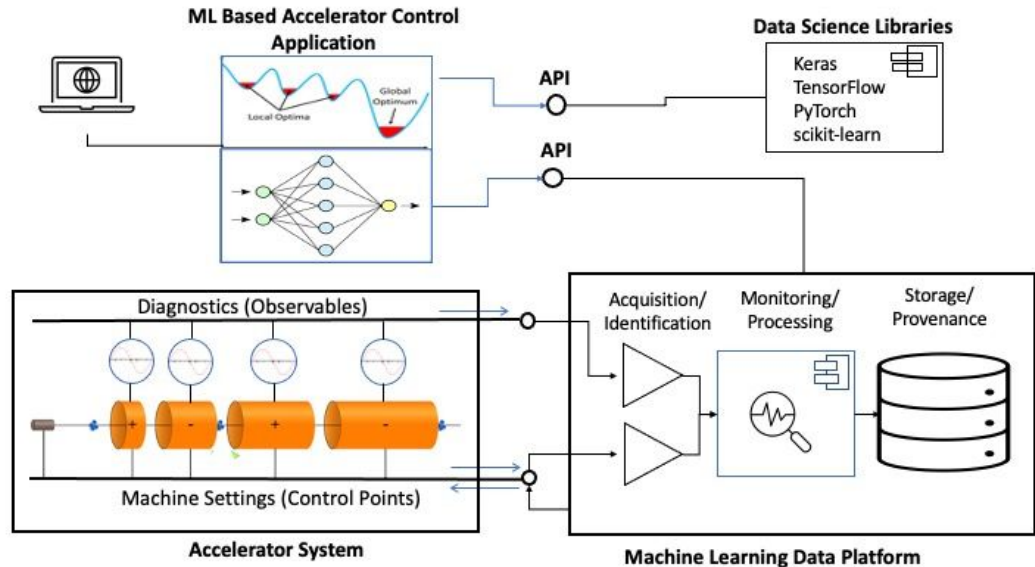 ML Based Accelerator Control
Application
Data Science Libraries
Global
Optimum
Local Optima
API
Keras
TensorFlow
PyTorch
scikit-learn
API
Diagnostics (Observables)
+
-
+
-
Machine Settings (Control Points)
Accelerator System
Acquisition/
Identification
Monitoring/
Processing
Storage/
Provenance
Machine Learning Data Platform